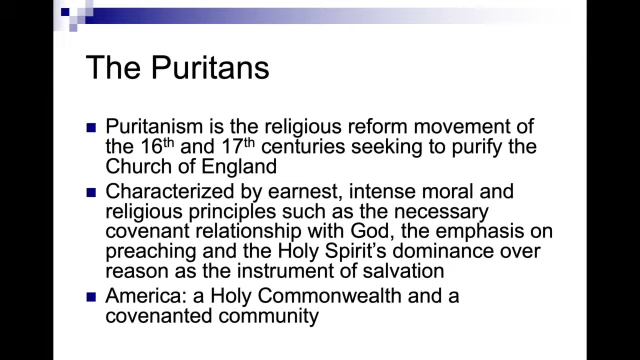 The Puritans
■ Puritanism is the religious reform movement of
the 16th and 17th centuries seeking to purify the
Church of England
■ Characterized by earnest, intense moral and
religious principles such as the necessary
covenant relationship with God, the emphasis on
preaching and the Holy Spirit's dominance over
reason as the instrument of salvation
■ America: a Holy Commonwealth and a
covenanted community